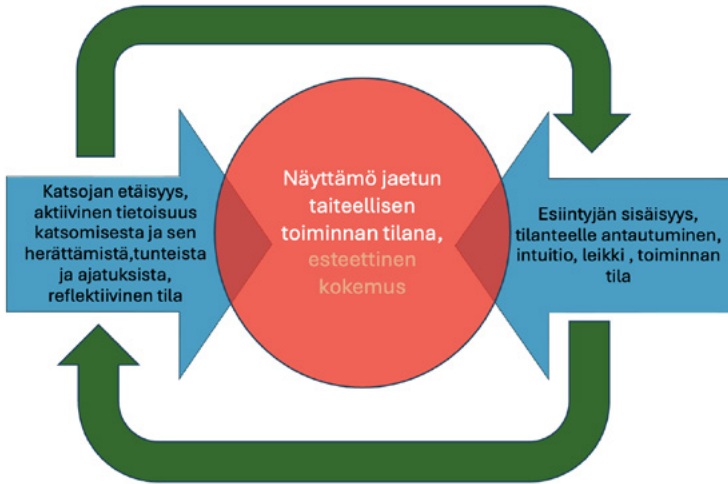 Katsojan etäisyys,
aktiivinen tietoisuus
katsomisesta ja sen
herättämistä,tunteista
ja ajatuksista,
reflektiivinen tila
Näyttämö jaetun
taiteellisen
toiminnan tilana,
esteettinen
kokemus
Esiintyjän sisäisyys,
tilanteelle antautuminen,
intuitio, leikki , toiminnan
tila